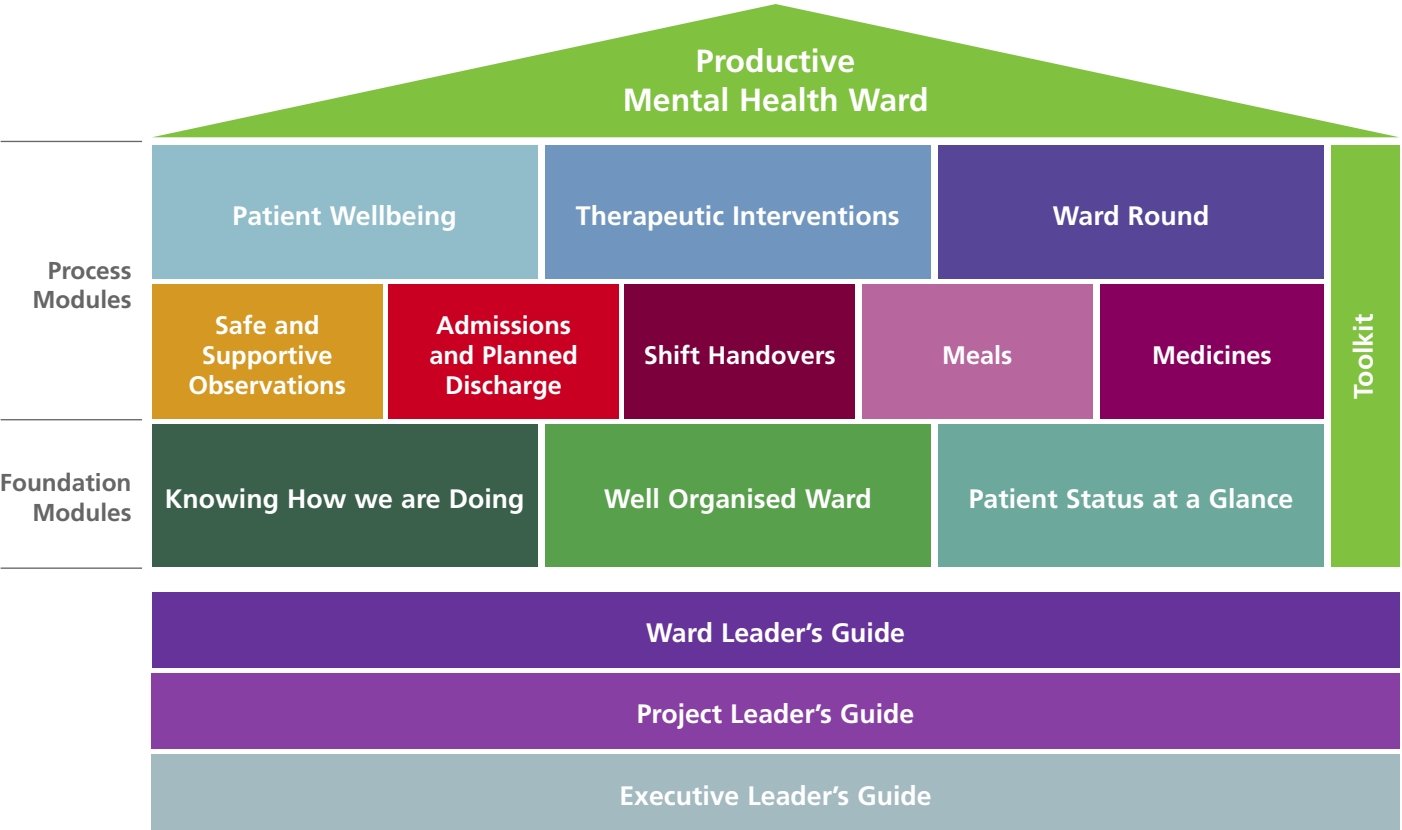 Productive
Mental Health Ward
Process
Modules
Patient Wellbeing
Therapeutic Interventions
Ward Round
Safe and
Supportive
Observations
Admissions
and Planned
Discharge
Shift Handovers
Meals
Medicines
Toolkit
Foundation
Modules
Knowing How we are Doing
Well Organised Ward
Patient Status at a Glance
Ward Leader’s Guide
Project Leader’s Guide
Executive Leader’s Guide